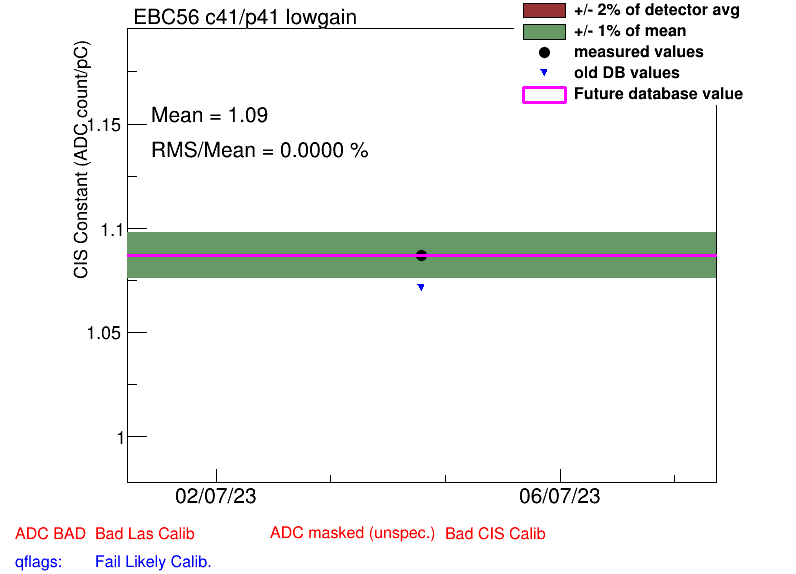 EBC56 c41/p41 lowgain
+/- 2% of detector avg
+/- 1% of mean
measured values
old DB values
Future database value
Mean = 1.09
RMS/Mean = 0.0000 %
CIS Constant (ADC count/pC)
1.15
1.1
1.05
1
02/07/23 06/07/23
ADC BAD Bad Las Calib ADC masked (unspec.) Bad CIS Calib
qflags: Fail Likely Calib.